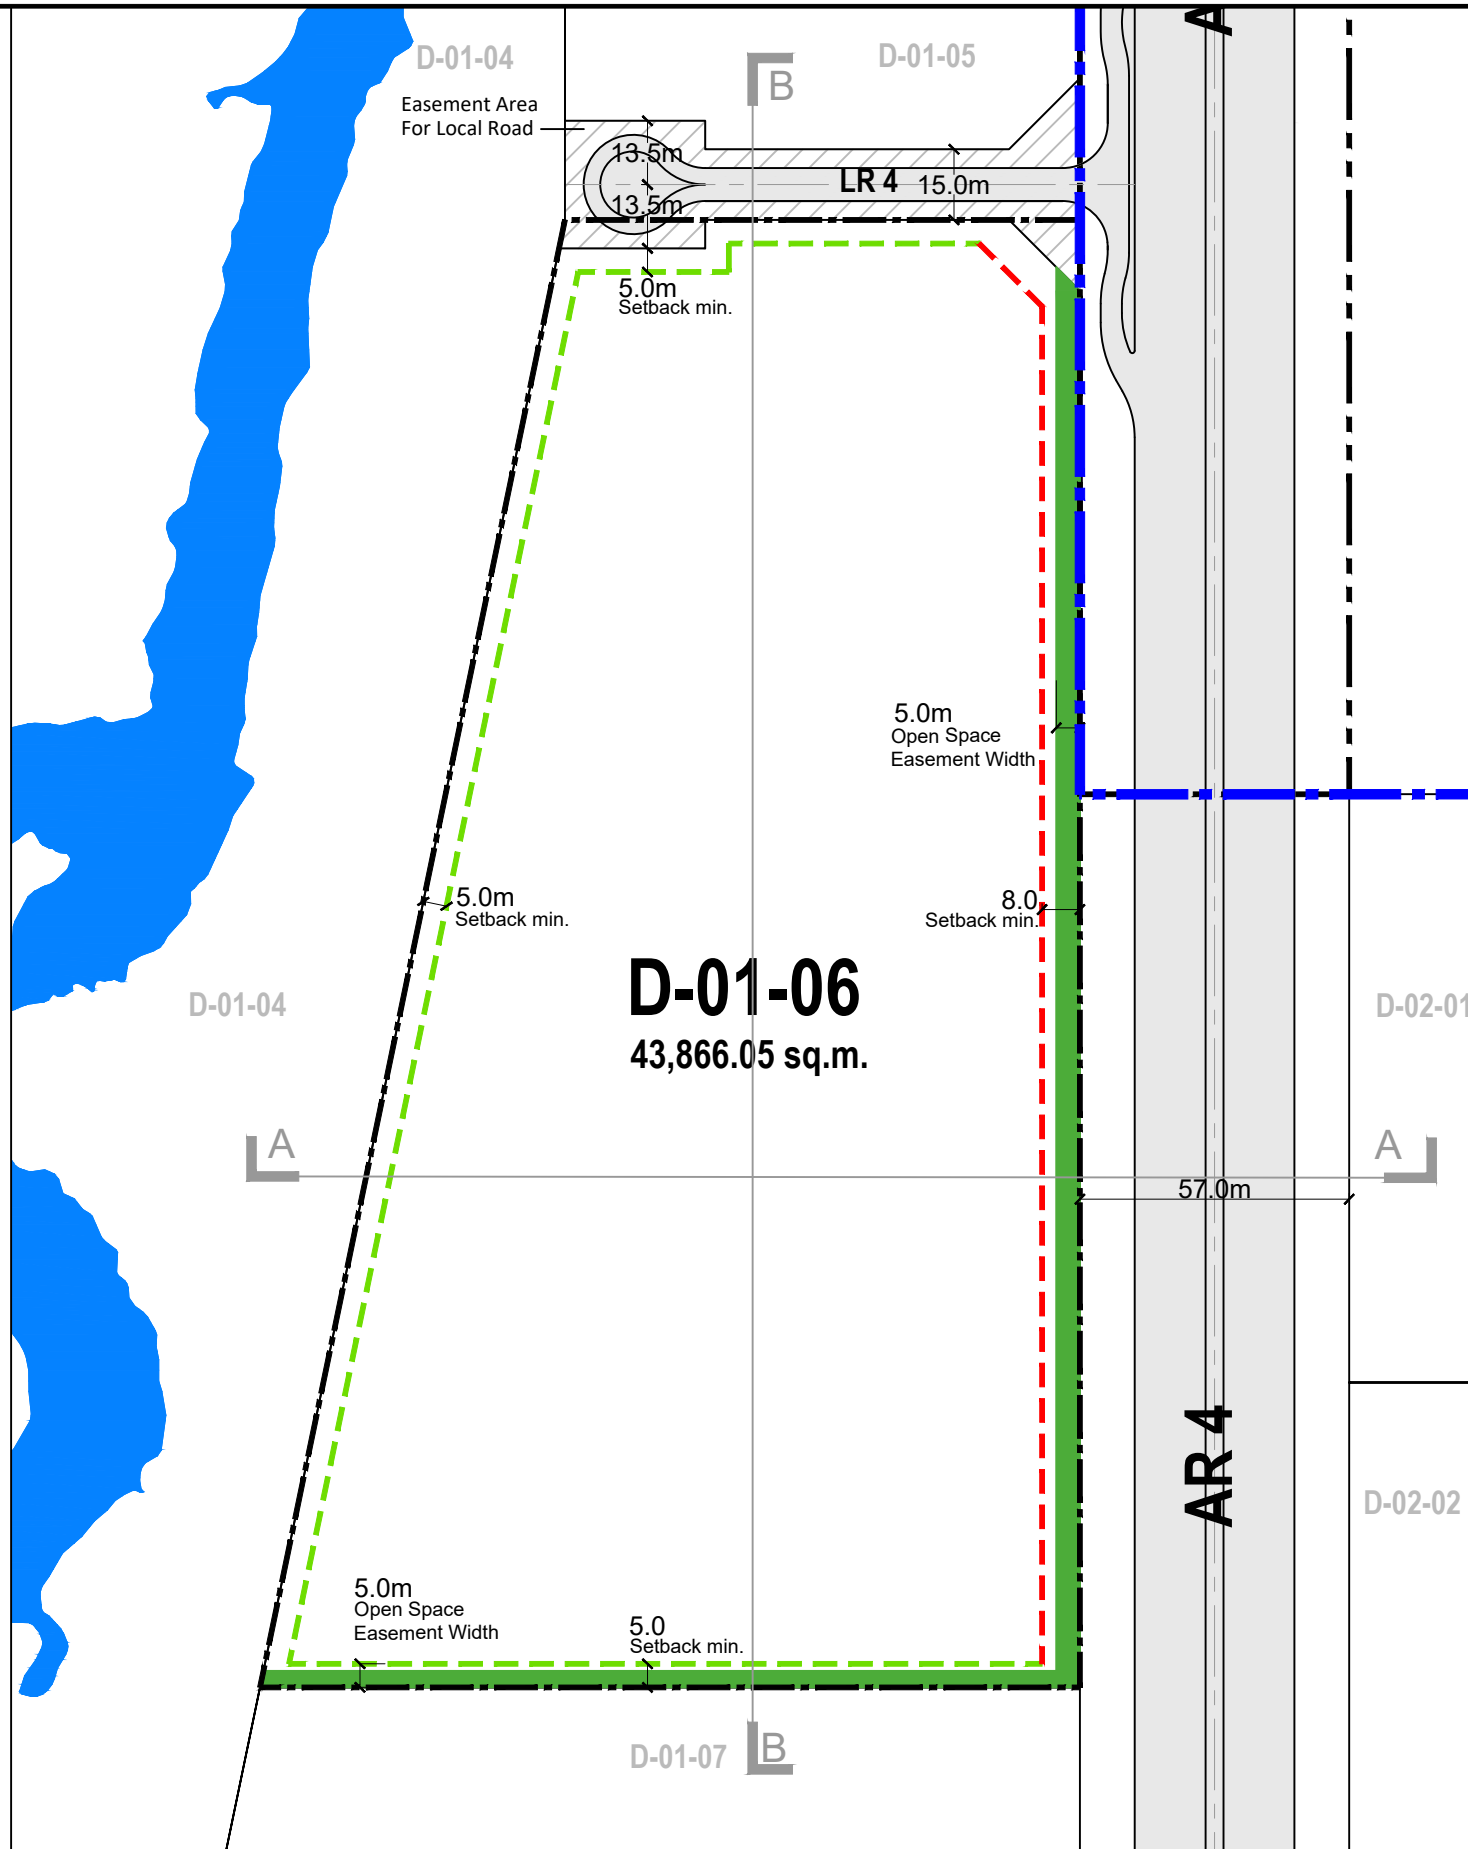 A
D-01-04
D-01-05
B
Easement Area
For Local Road
13.5m
LR 4
15.0m
13.5m
5.0m
Setback min.
5.0m
Open Space
Easement Width
5.0m
Setback min.
8.0
Setback min.
D-01-06
43,866.05 sq.m.
D-01-04
D-02-01
A
A
57.0m
AR 4
D-02-02
5.0m
Open Space
Easement Width
5.0
Setback min.
D-01-07
B